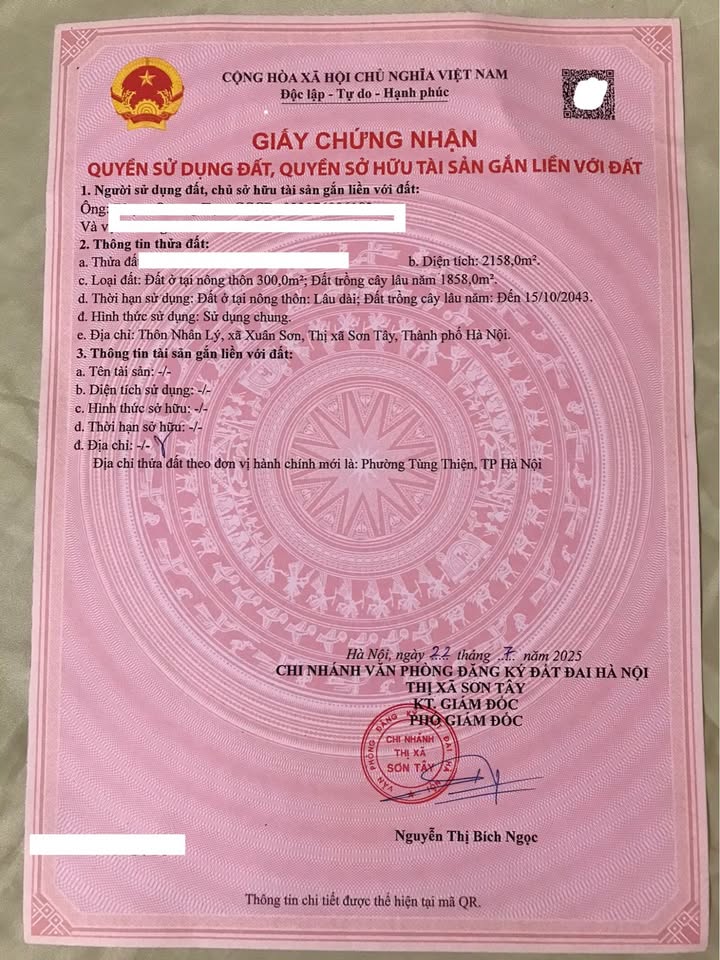 CỘNG HÒA XÃ HỘI CHỦ NGHĨA VIỆT NAM
Độc lập - Tự do - Hạnh phúc
GIẤY CHỨNG NHẬN
QUYỀN SỬ DỤNG ĐẤT, QUYỀN SỞ HỮU TÀI SẢN GẮN LIỀN VỚI ĐẤT
1. Người sử dụng đất, chủ sở hữu tài sản gắn liền với đất:
Ông:
Và
2. Thông tin thửa đất:
a. Thửa
b. Diện tích: 2158,0m².
c. Loại đất: Đất ở tại nông thôn 300,0m²; Đất trồng cây lâu năm 1858,0m².
d. Thời hạn sử dụng: Đất ở tại nông thôn: Lâu dài; Đất trồng cây lâu năm: Đến 15/10/2043.
đ. Hình thức sử dụng: Sử dụng chung.
e. Địa chỉ: Thôn Nhân Lý, xã Xuân Sơn, Thị xã Sơn Tây, Thành phố Hà Nội.
3. Thông tin tài sản gắn liền với đất:
a. Tên tài sản: -/-
b. Diện tích sử dụng: -/-
c. Hình thức sở hữu: -/-
d. Thời hạn sở hữu: -/-
đ. Địa chỉ: -/-
Địa chỉ thửa đất theo đơn vị hành chính mới là: Phường Tùng Thiện, TP Hà Nội
Hà Nội, ngày 22 tháng 7 năm 2025
CHI NHÁNH VĂN PHÒNG ĐĂNG KÝ ĐẤT ĐAI HÀ NỘI
THỊ XÃ SƠN TÂY
KT. GIÁM ĐỐC
PHÓ GIÁM ĐỐC
VĂN PHÒNG ĐĂNG KÝ ĐẤT ĐAI HÀ NỘI
CHI NHÁNH
THỊ XÃ
SƠN TÂY
Nguyễn Thị Bích Ngọc
Thông tin chi tiết được thể hiện tại mã QR.